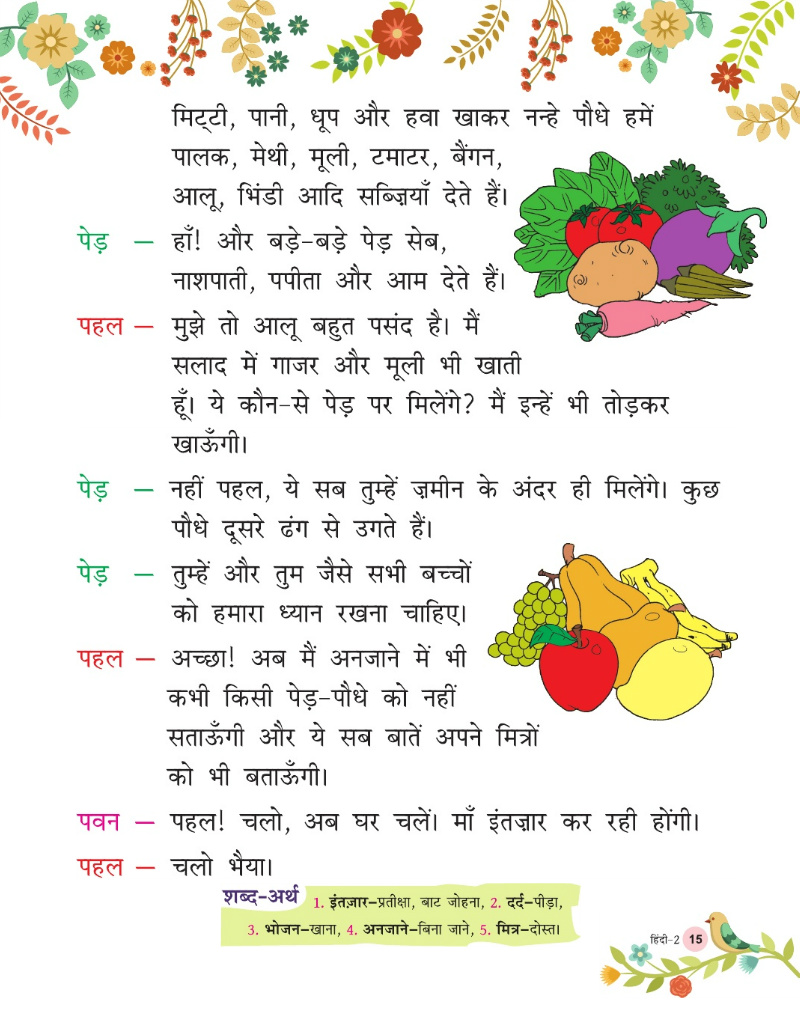 मिट्टी, पानी, धूप और हवा खाकर नन्हे पौधे हमें
पालक, मेथी, मूली, टमाटर, बैंगन,
आलू, भिंडी आदि सब्ज़ियाँ देते हैं।
पेड़ – हाँ! और बड़े-बड़े पेड़ सेब,
नाशपाती, पपीता और आम देते हैं।
पहल – मुझे तो आलू बहुत पसंद है। मैं
सलाद में गाजर और मूली भी खाती
हूँ। ये कौन-से पेड़ पर मिलेंगे? मैं इन्हें भी तोड़कर
खाऊँगी।
पेड़ – नहीं पहल, ये सब तुम्हें ज़मीन के अंदर ही मिलेंगे। कुछ
पौधे दूसरे ढंग से उगते हैं।
पेड़ – तुम्हें और तुम जैसे सभी बच्चों
को हमारा ध्यान रखना चाहिए।
पहल – अच्छा! अब मैं अनजाने में भी
कभी किसी पेड़-पौधे को नहीं
सताऊँगी और ये सब बातें अपने मित्रों
को भी बताऊँगी।
पवन – पहल! चलो, अब घर चलें। माँ इंतज़ार कर रही होंगी।
पहल – चलो भैया।
शब्द-अर्थ 1. इंतज़ार–प्रतीक्षा, बाट जोहना, 2. दर्द–पीड़ा,
3. भोजन–खाना, 4. अनजाने–बिना जाने, 5. मित्र–दोस्त।
हिंदी-2 15